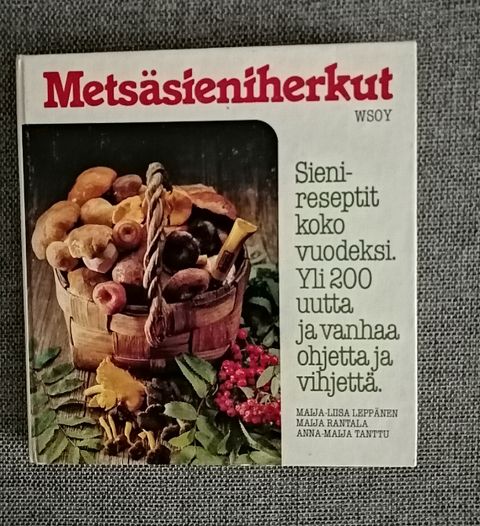 Metsäsieniherkut
WSOY
Sieni-
reseptit
koko
vuodeksi.
Yli 200
uutta
ja vanhaa
ohjetta ja
vihjettä.
MAIJA-LIISA LEPPÄNEN
MAIJA RANTALA
ANNA-MAIJA TANTTU